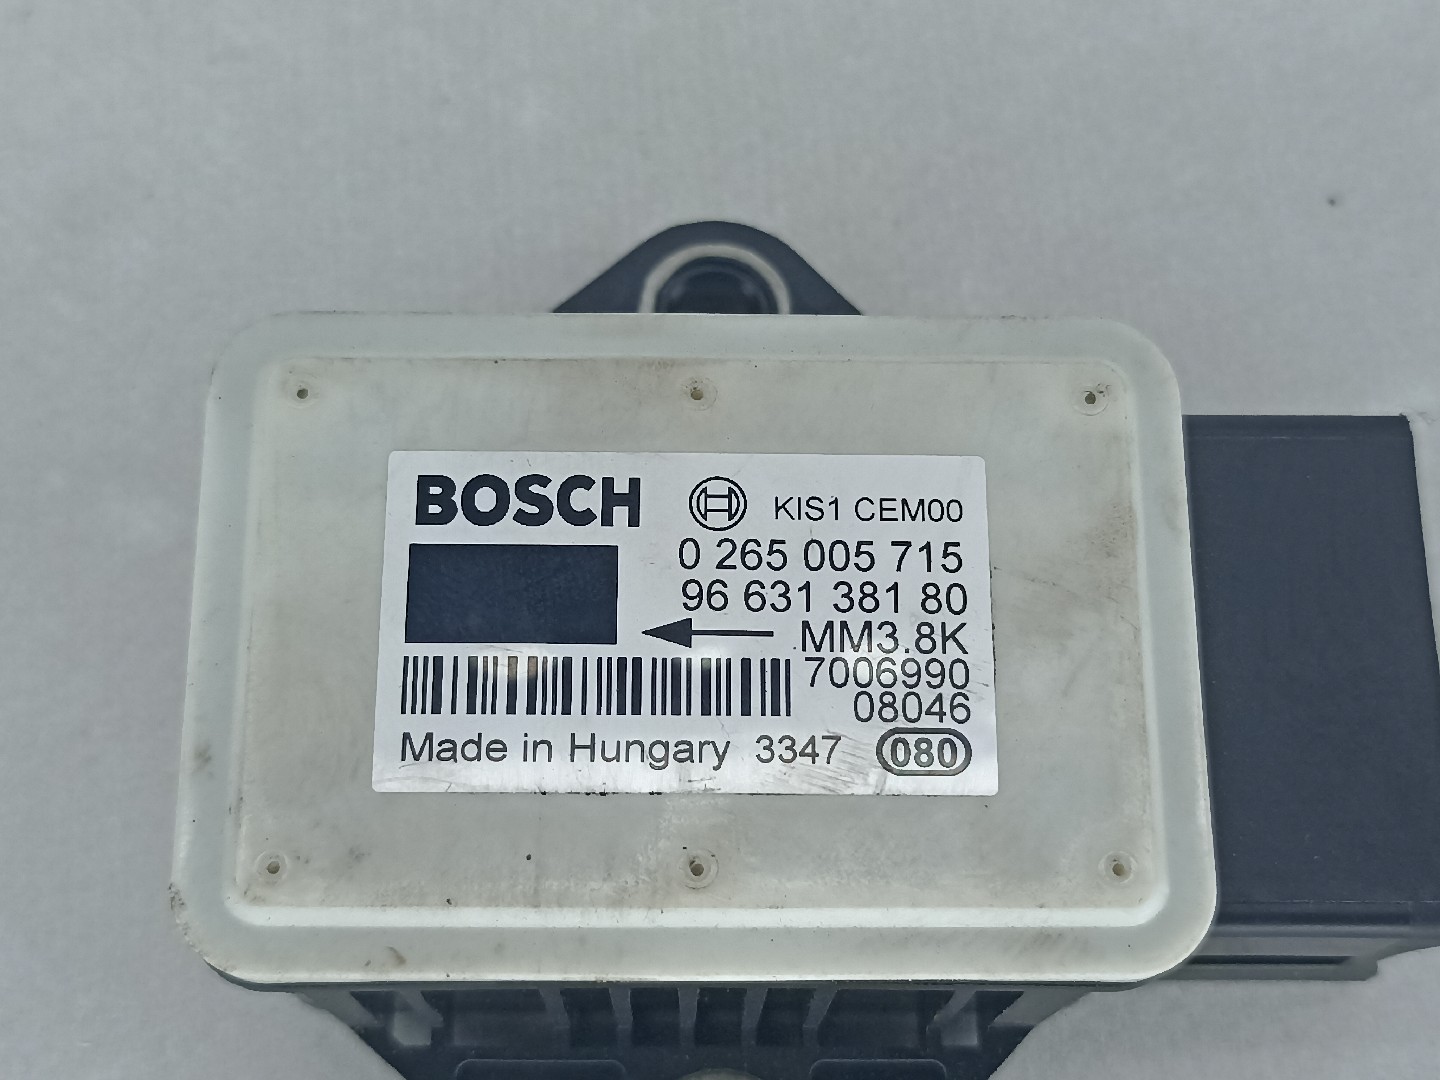 BOSCH KIS1 CEM00
0 265 005 715
96 631 381 80
MM3.8K
7006990
08046
Made in Hungary 3347 080